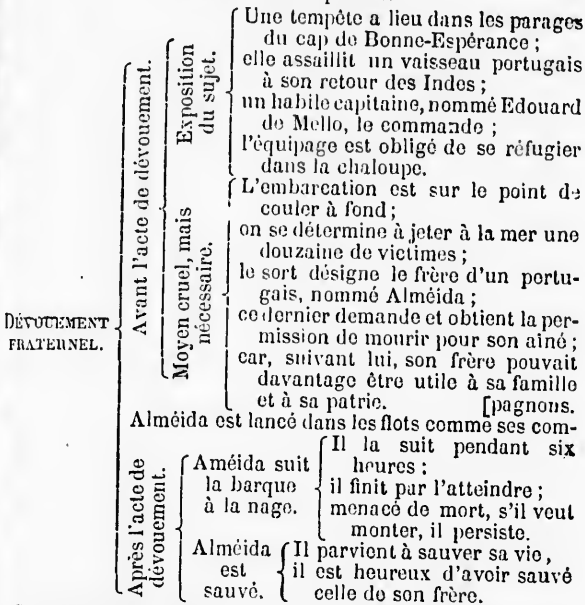 DÉVOUEMENT
FRATERNEL.
Avant l'acte de dévouement.
Exposition
du sujet.
Une tempête a lieu dans les parages
du cap de Bonne-Espérance ;
elle assaillit un vaisseau portugais
à son retour des Indes ;
un habile capitaine, nommé Edouard
de Mello, le commande ;
l'équipage est obligé de se réfugier
dans la chaloupe.
Moyen cruel, mais
nécessaire.
L'embarcation est sur le point de
couler à fond ;
on se détermine à jeter à la mer une
douzaine de victimes ;
le sort désigne le frère d'un portu-
gais, nommé Alméida ;
ce dernier demande et obtient la per-
mission de mourir pour son aîné ;
car, suivant lui, son frère pouvait
davantage être utile à sa famille
et à sa patrie. [pagnons.
Alméida est lancé dans les flots comme ses com-
Après l'acte de
dévouement.
Améida suit
la barque
à la nage.
Il la suit pendant six
heures ;
il finit par l'atteindre ;
menacé de mort, s'il veut
monter, il persiste.
Alméida
est
sauvé.
Il parvient à sauver sa vie,
il est heureux d'avoir sauvé
celle de son frère.